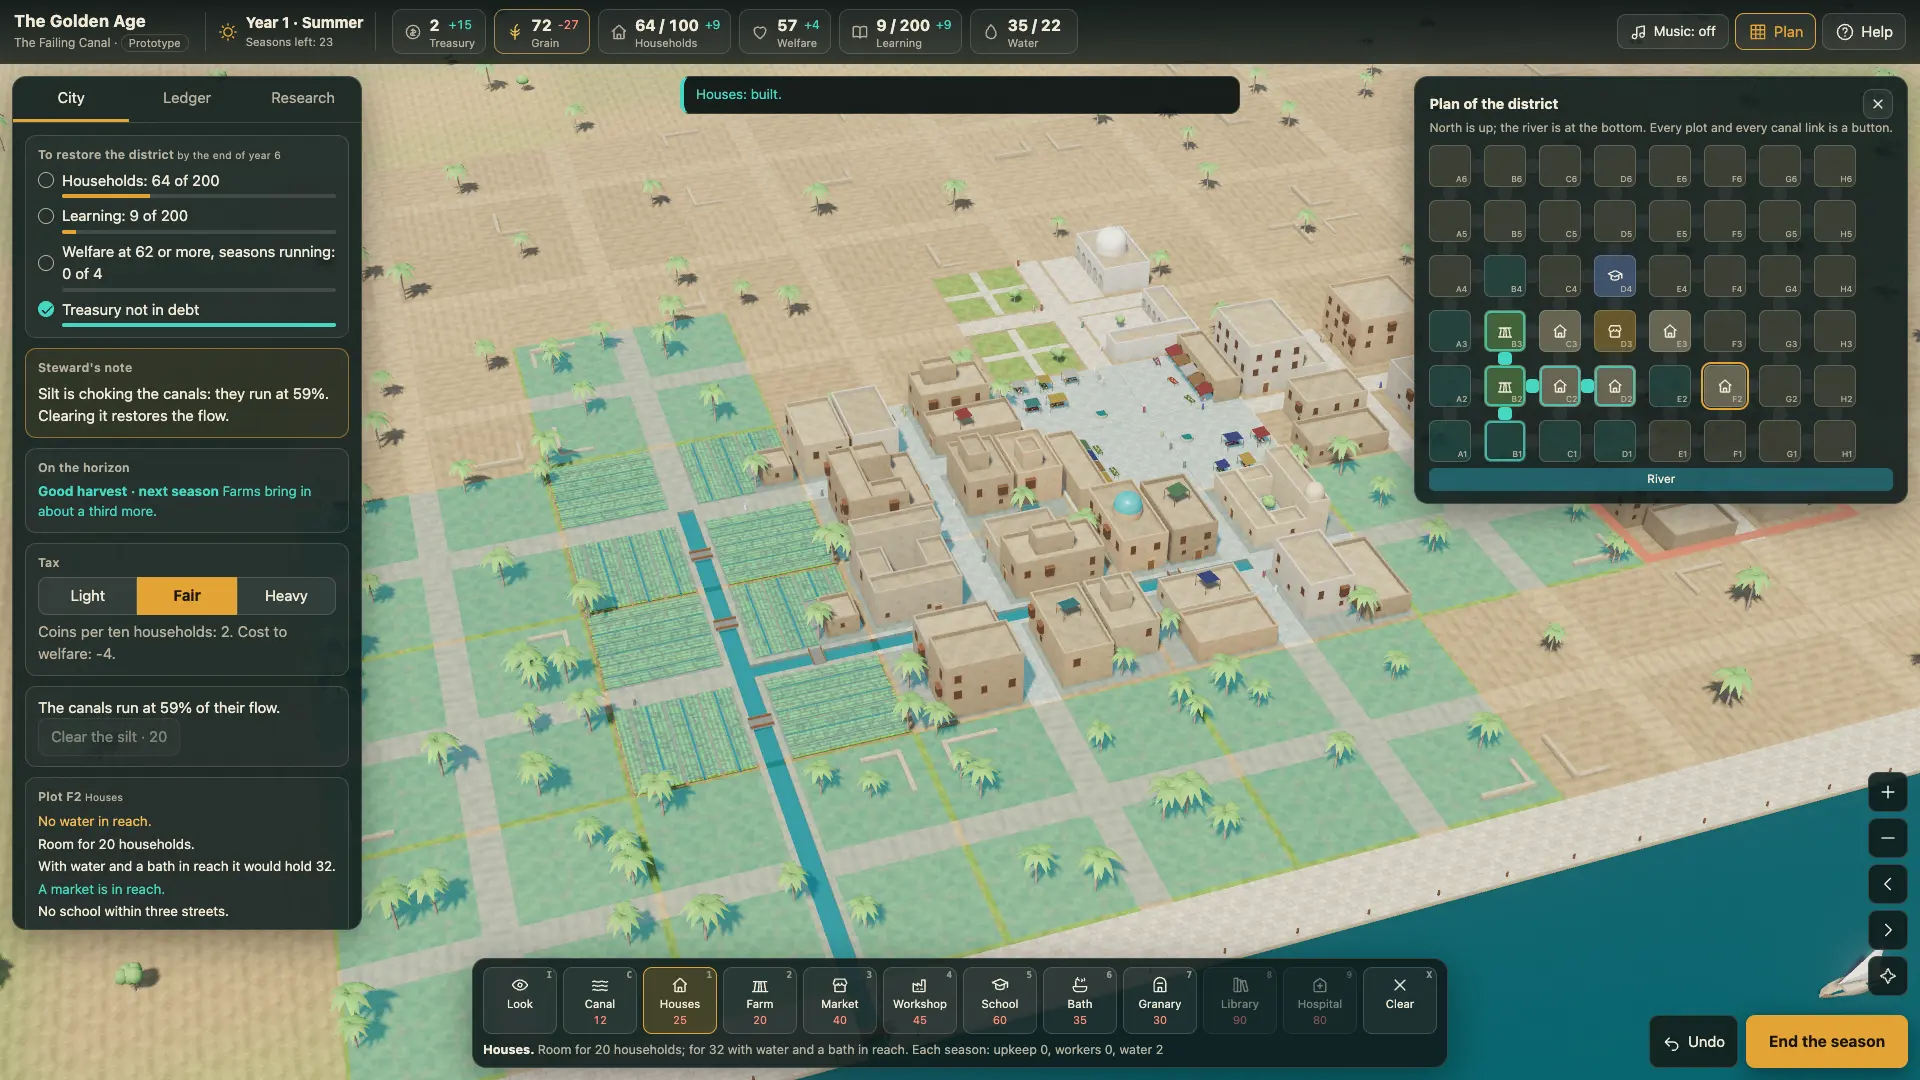 The Golden Age
The Failing Canal · Prototype
Year 1 · Summer
Seasons left: 23
2 +15
Treasury
72 -27
Grain
64 / 100 +9
Households
57 +4
Welfare
9 / 200 +9
Learning
35 / 22
Water
Music: off
Plan
Help
City
Ledger
Research
To restore the district by the end of year 6
Households: 64 of 200
Learning: 9 of 200
Welfare at 62 or more, seasons running:
0 of 4
Treasury not in debt
Steward's note
Silt is choking the canals: they run at 59%.
Clearing it restores the flow.
On the horizon
Good harvest · next season Farms bring in
about a third more.
Tax
Light
Fair
Heavy
Coins per ten households: 2. Cost to
welfare: -4.
The canals run at 59% of their flow.
Clear the silt · 20
Plot F2 Houses
No water in reach.
Room for 20 households.
With water and a bath in reach it would hold 32.
A market is in reach.
No school within three streets.
Houses: built.
Plan of the district
North is up; the river is at the bottom. Every plot and every canal link is a button.
A6 B6 C6 D6 E6 F6 G6 H6
A5 B5 C5 D5 E5 F5 G5 H5
A4 B4 C4 D4 E4 F4 G4 H4
A3 B3 C3 D3 E3 F3 G3 H3
A2 B2 C2 D2 E2 F2 G2 H2
A1 B1 C1 D1 E1 F1 G1 H1
River
I
Look
C
Canal
12
1
Houses
25
2
Farm
20
3
Market
40
4
Workshop
45
5
School
60
6
Bath
35
7
Granary
30
8
Library
90
9
Hospital
80
X
Clear
Houses. Room for 20 households; for 32 with water and a bath in reach. Each season: upkeep 0, workers 0, water 2
Undo
End the season